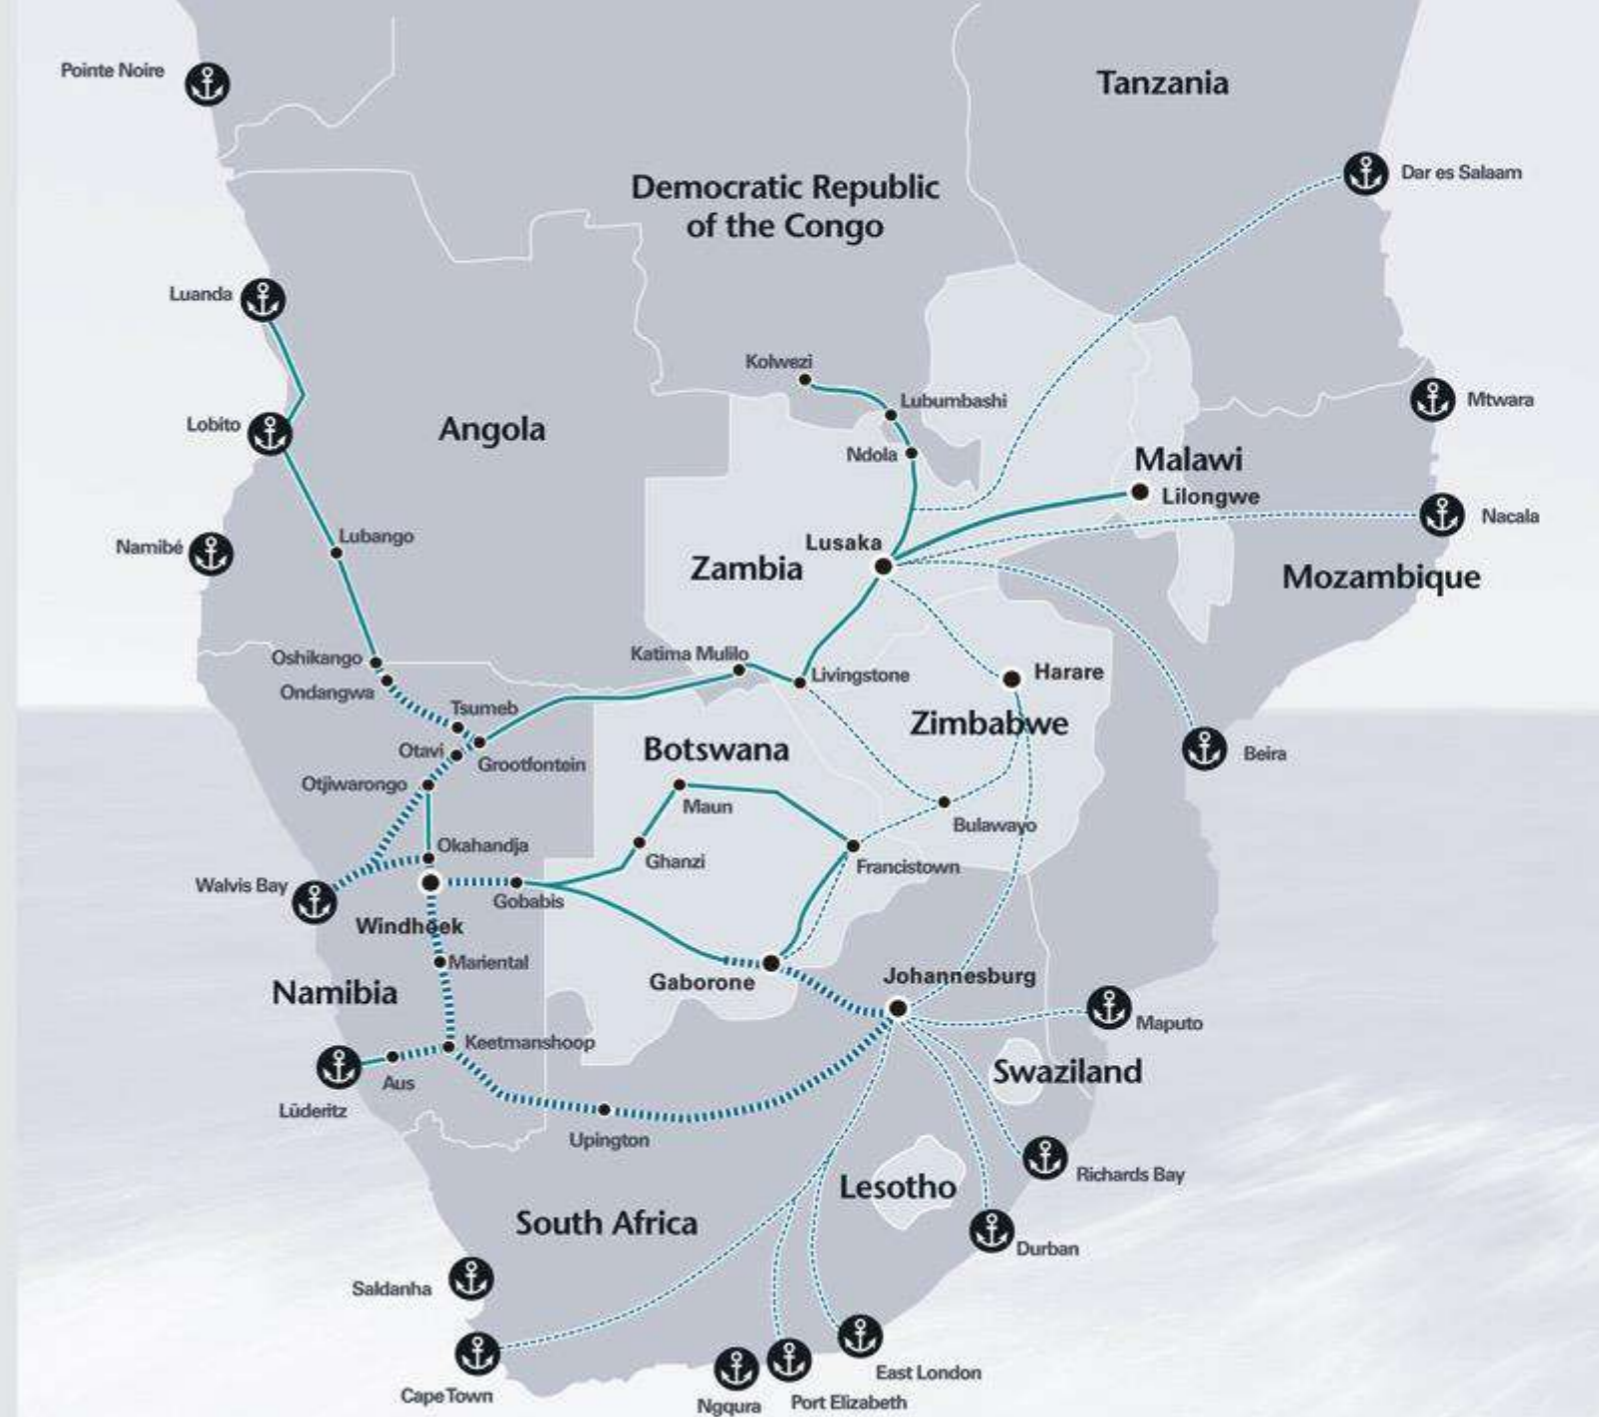 Pointe Noire
Tanzania
Dar es Salaam
Democratic Republic
of the Congo
Luanda
Kolwezi
Lubumbashi
Mtwara
Lobito
Angola
Ndola
Malawi
Lilongwe
Nacala
Namibé
Lubango
Lusaka
Zambia
Mozambique
Oshikango
Katima Mulilo
Livingstone
Harare
Ondangwa
Tsumeb
Zimbabwe
Otavi
Grootfontein
Botswana
Beira
Otjiwarongo
Maun
Bulawayo
Okahandja
Ghanzi
Francistown
Walvis Bay
Gobabis
Windhoek
Mariental
Gaborone
Johannesburg
Namibia
Maputo
Keetmanshoop
Aus
Swaziland
Lüderitz
Upington
Richards Bay
Lesotho
South Africa
Durban
Saldanha
Cape Town
East London
Ngqura
Port Elizabeth